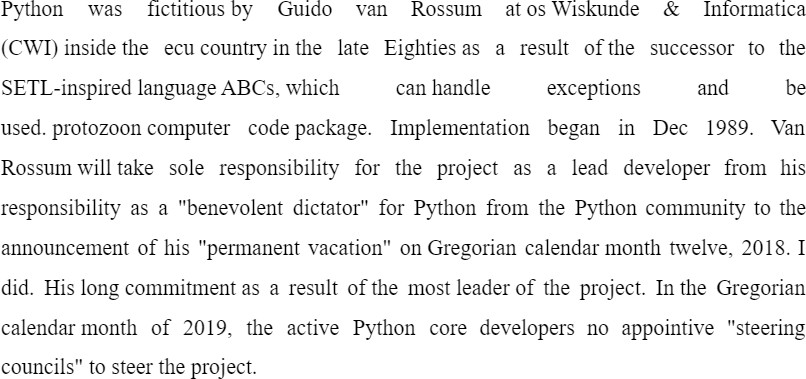 Python was fictitious by Guido van Rossum at os Wiskunde & Informatica
(CWI) inside the ecu country in the late Eighties as a result of the successor to the
SETL-inspired language ABCs, which can handle exceptions and be
used. protozoon computer code package. Implementation began in Dec 1989. Van
Rossum will take sole responsibility for the project as a lead developer from his
responsibility as a "benevolent dictator" for Python from the Python community to the
announcement of his "permanent vacation" on Gregorian calendar month twelve, 2018. I
did. His long commitment as a result of the most leader of the project. In the Gregorian
calendar month of 2019, the active Python core developers no appointive "steering
councils" to steer the project.